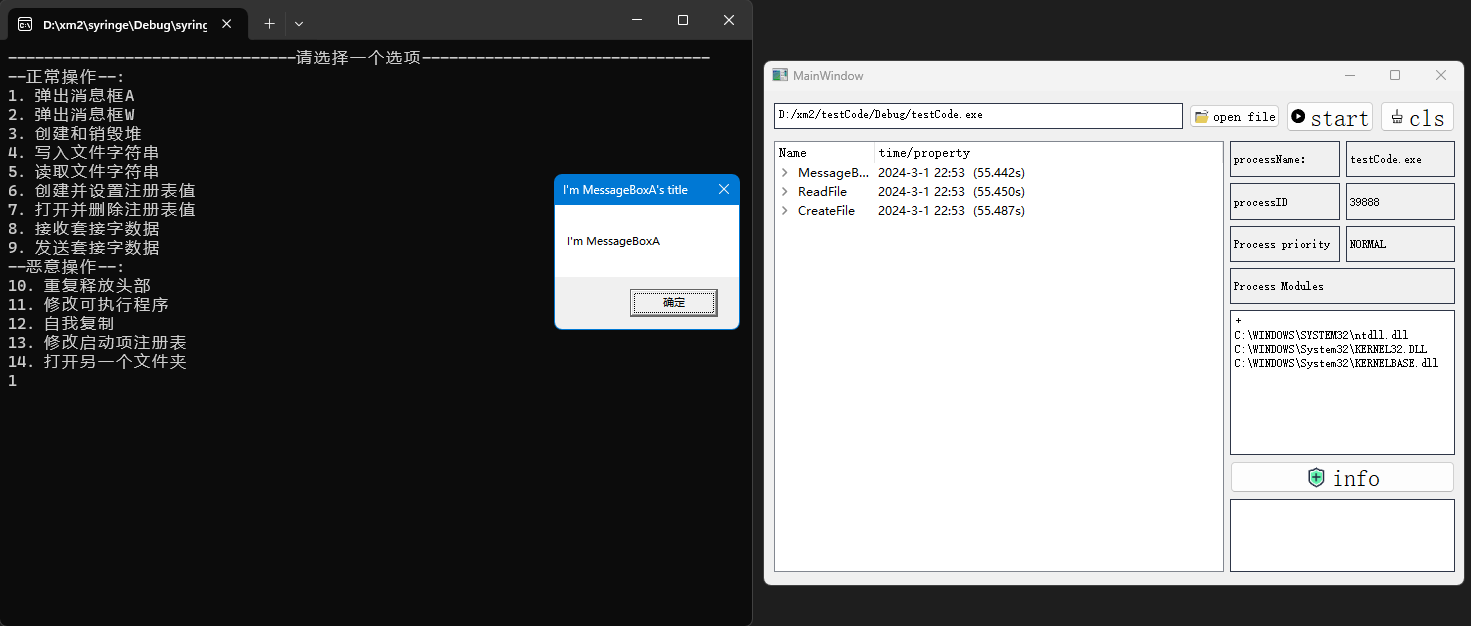 D:\xm2\syringe\Debug\syring
------------------------------请选择一个选项------------------------------
--正常操作--:
1. 弹出消息框A
2. 弹出消息框W
3. 创建和销毁堆
4. 写入文件字符串
5. 读取文件字符串
6. 创建并设置注册表值
7. 打开并删除注册表值
8. 接收套接字数据
9. 发送套接字数据
--恶意操作--:
10. 重复释放头部
11. 修改可执行程序
12. 自我复制
13. 修改启动项注册表
14. 打开另一个文件夹
1
I'm MessageBoxA's title
I'm MessageBoxA
确定
MainWindow
D:/xm2/testCode/Debug/testCode.exe
open file
start
cls
Name time/property
MessageB... 2024-3-1 22:53 (55.442s)
ReadFile 2024-3-1 22:53 (55.450s)
CreateFile 2024-3-1 22:53 (55.487s)
processName: testCode.exe
processID 39888
Process priority NORMAL
Process Modules
+
C:\WINDOWS\SYSTEM32\ntdll.dll
C:\WINDOWS\System32\KERNEL32.DLL
C:\WINDOWS\System32\KERNELBASE.dll
info